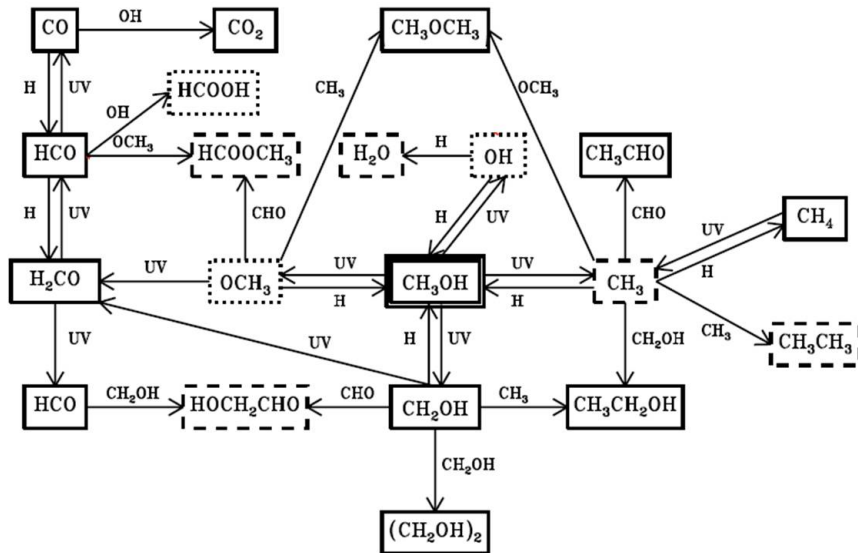 CO
OH
CO₂
CH₃OCH₃
H
UV
OH
HCOOH
CH₃
OCH₃
HCO
OCH₃
HCOOCH₃
H₂O
H
OH
CH₃CHO
H
UV
CHO
H
UV
CHO
UV
H
CH₄
H₂CO
UV
OCH₃
UV
H
CH₃OH
UV
H
CH₃
UV
UV
H
UV
CH₂OH
CH₃
CH₃CH₃
HCO
CH₂OH
HOCH₂CHO
CHO
CH₂OH
CH₃
CH₃CH₂OH
CH₂OH
(CH₂OH)₂